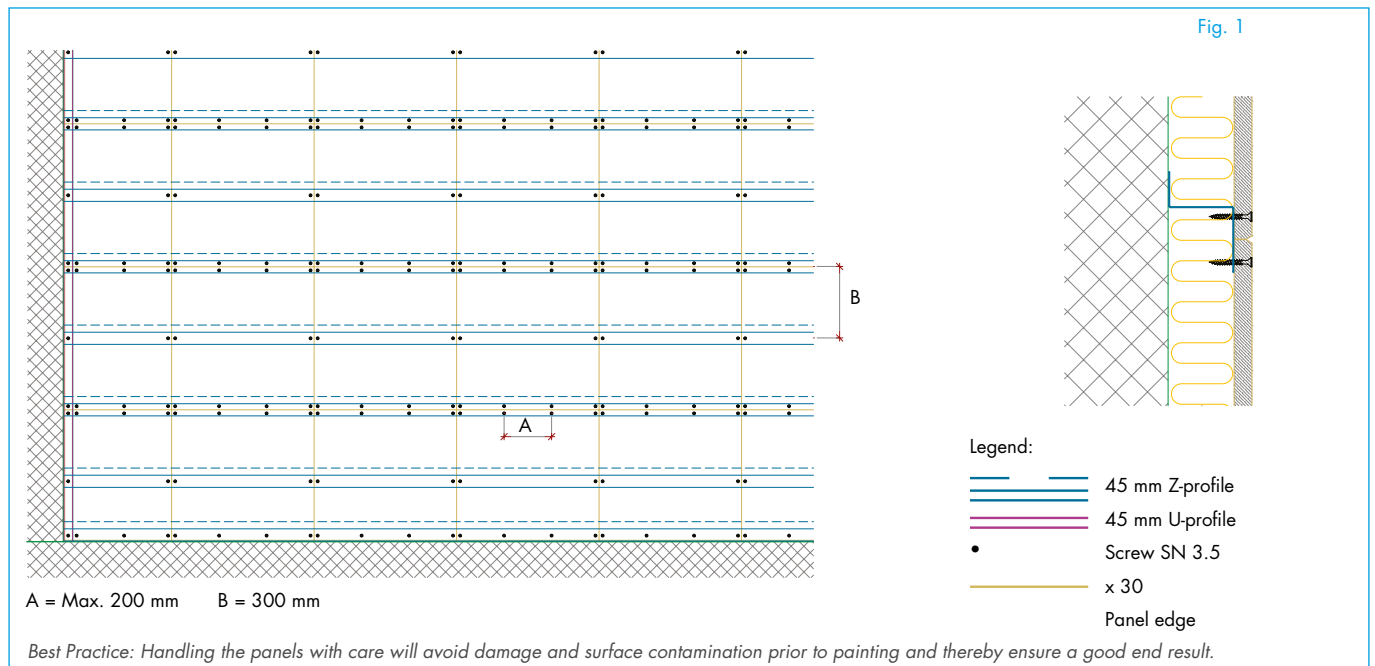 Fig. 1
B
A
Legend:
45 mm Z-profile
45 mm U-profile
Screw SN 3.5
x 30
Panel edge
A = Max. 200 mm B = 300 mm
Best Practice: Handling the panels with care will avoid damage and surface contamination prior to painting and thereby ensure a good end result.